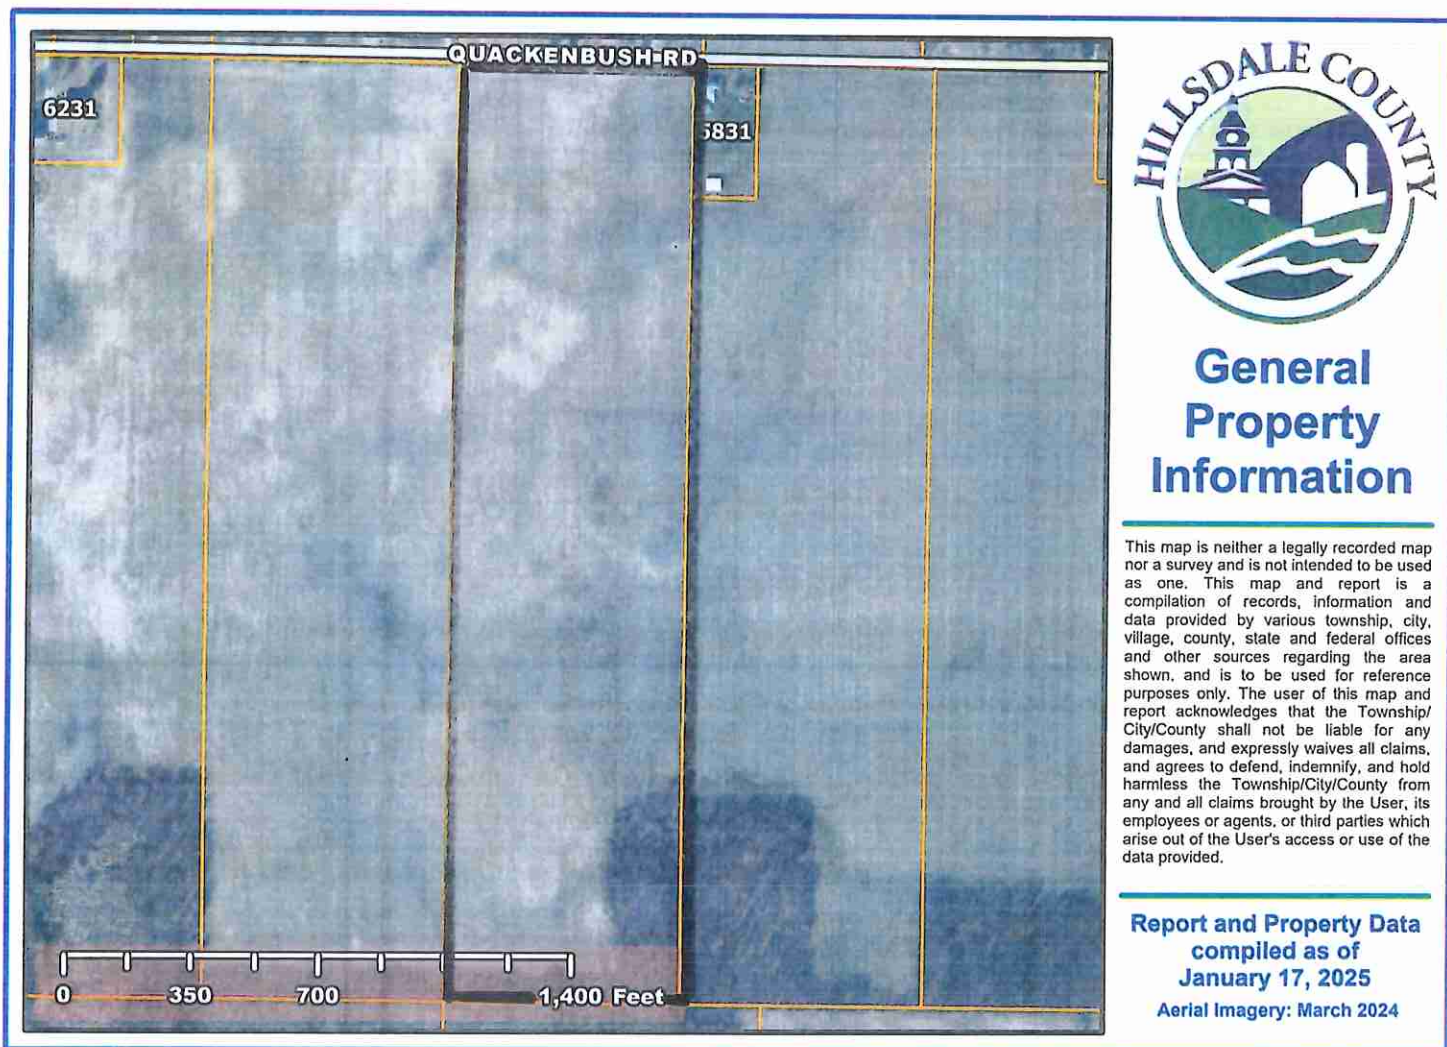 QUACKENBUSH RD
6231
5831
0 350 700 1,400 Feet
HILLSDALE COUNTY
General
Property
Information
This map is neither a legally recorded map
nor a survey and is not intended to be used
as one. This map and report is a
compilation of records, information and
data provided by various township, city,
village, county, state and federal offices
and other sources regarding the area
shown, and is to be used for reference
purposes only. The user of this map and
report acknowledges that the Township/
City/County shall not be liable for any
damages, and expressly waives all claims,
and agrees to defend, indemnify, and hold
harmless the Township/City/County from
any and all claims brought by the User, its
employees or agents, or third parties which
arise out of the User's access or use of the
data provided.
Report and Property Data
compiled as of
January 17, 2025
Aerial Imagery: March 2024